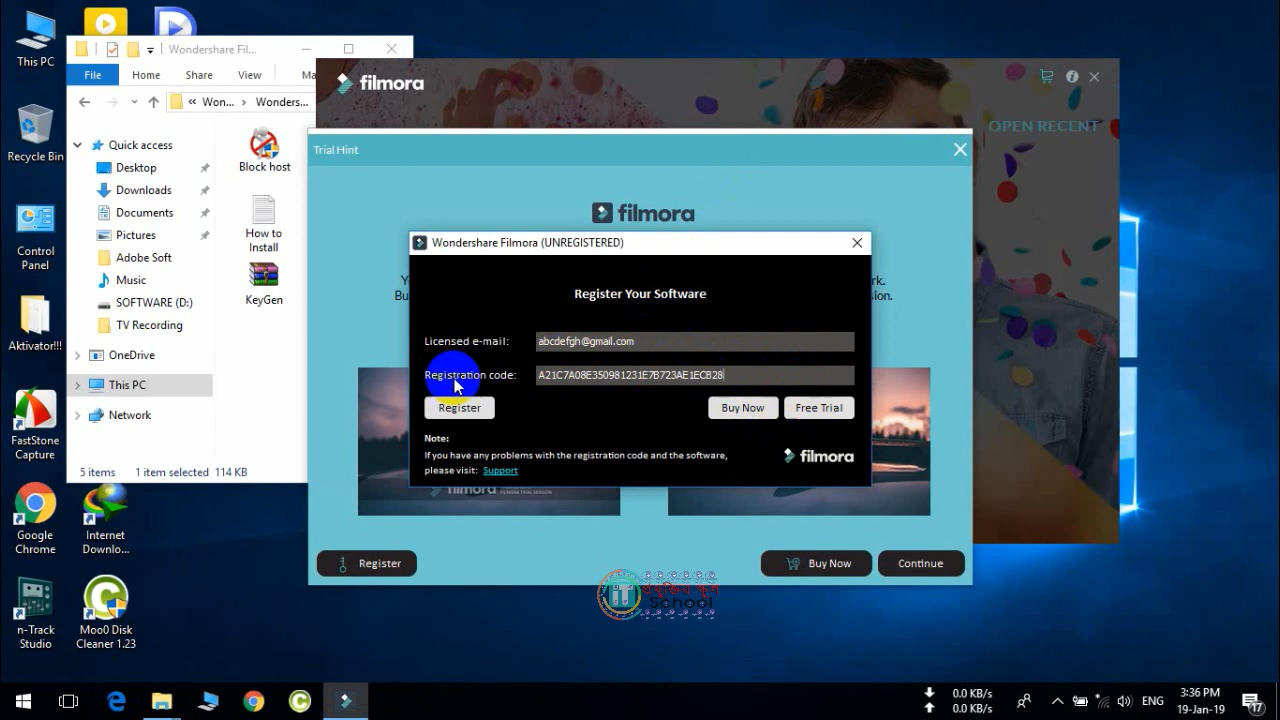 This PC
Recycle Bin
Control
Panel
Aktivator!!!
FastStone
Capture
Google
Chrome
Internet
Downlo...
n-Track
Studio
Moo0 Disk
Cleaner 1.23
Wondershare Fil...
File
Home
Share
View
Ma
« Won... › Wonders...
Quick access
Desktop
Downloads
Documents
Pictures
Adobe Soft
Music
SOFTWARE (D:)
TV Recording
OneDrive
This PC
Network
Block host
How to
Install
KeyGen
5 items
1 item selected 114 KB
filmora
OPEN RECENT
Trial Hint
filmora
Wondershare Filmora (UNREGISTERED)
Register Your Software
Licensed e-mail:
abcdefgh@gmail.com
Registration code:
A21C7A08E350981231E7B723AE1ECB28
Register
Buy Now
Free Trial
Note:
If you have any problems with the registration code and the software,
please visit: Support
filmora
Register
Buy Now
Continue
iT
প্রযুক্তির স্কুল
School
0.0 KB/s
0.0 KB/s
ENG
3:36 PM
19-Jan-19
17